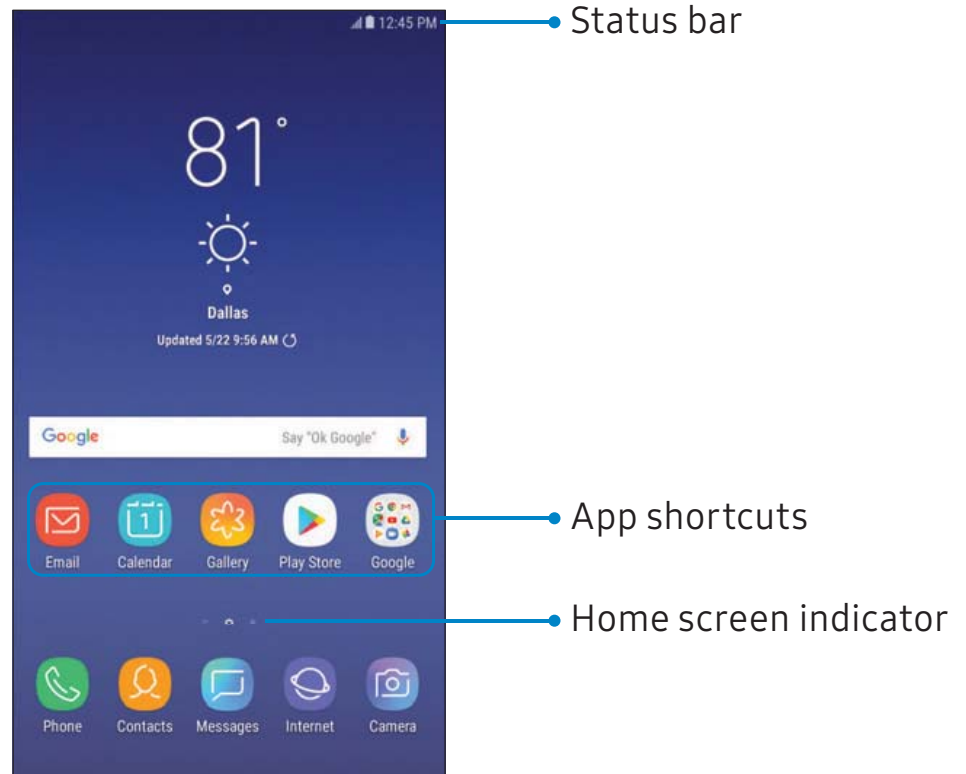 12:45 PM
Status bar
81°
Dallas
Updated 5/22 9:56 AM
Google Say "Ok Google"
1
App shortcuts
Email Calendar Gallery Play Store Google
Home screen indicator
Phone Contacts Messages Internet Camera